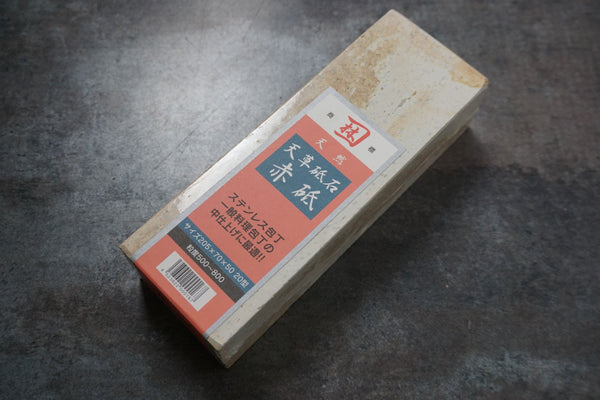 商 標
天然
天草砥石
赤砥
ステンレス包丁
一般料理包丁の
中仕上げに最適!!
サイズ205×70×50 20型
粒度500~800